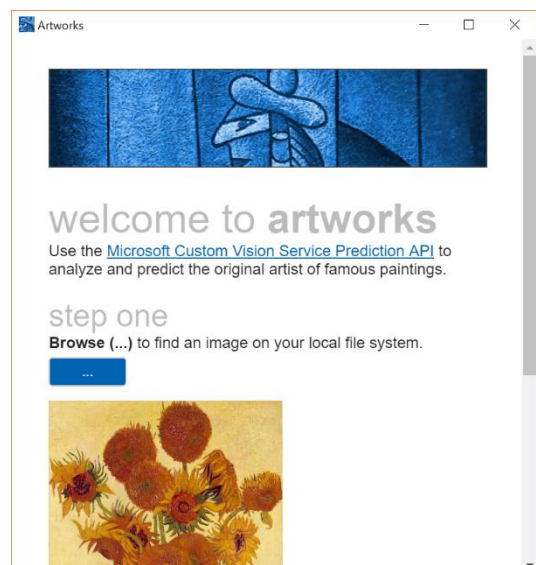 Artworks
welcome to artworks
Use the Microsoft Custom Vision Service Prediction API to
analyze and predict the original artist of famous paintings.
step one
Browse (...) to find an image on your local file system.
...